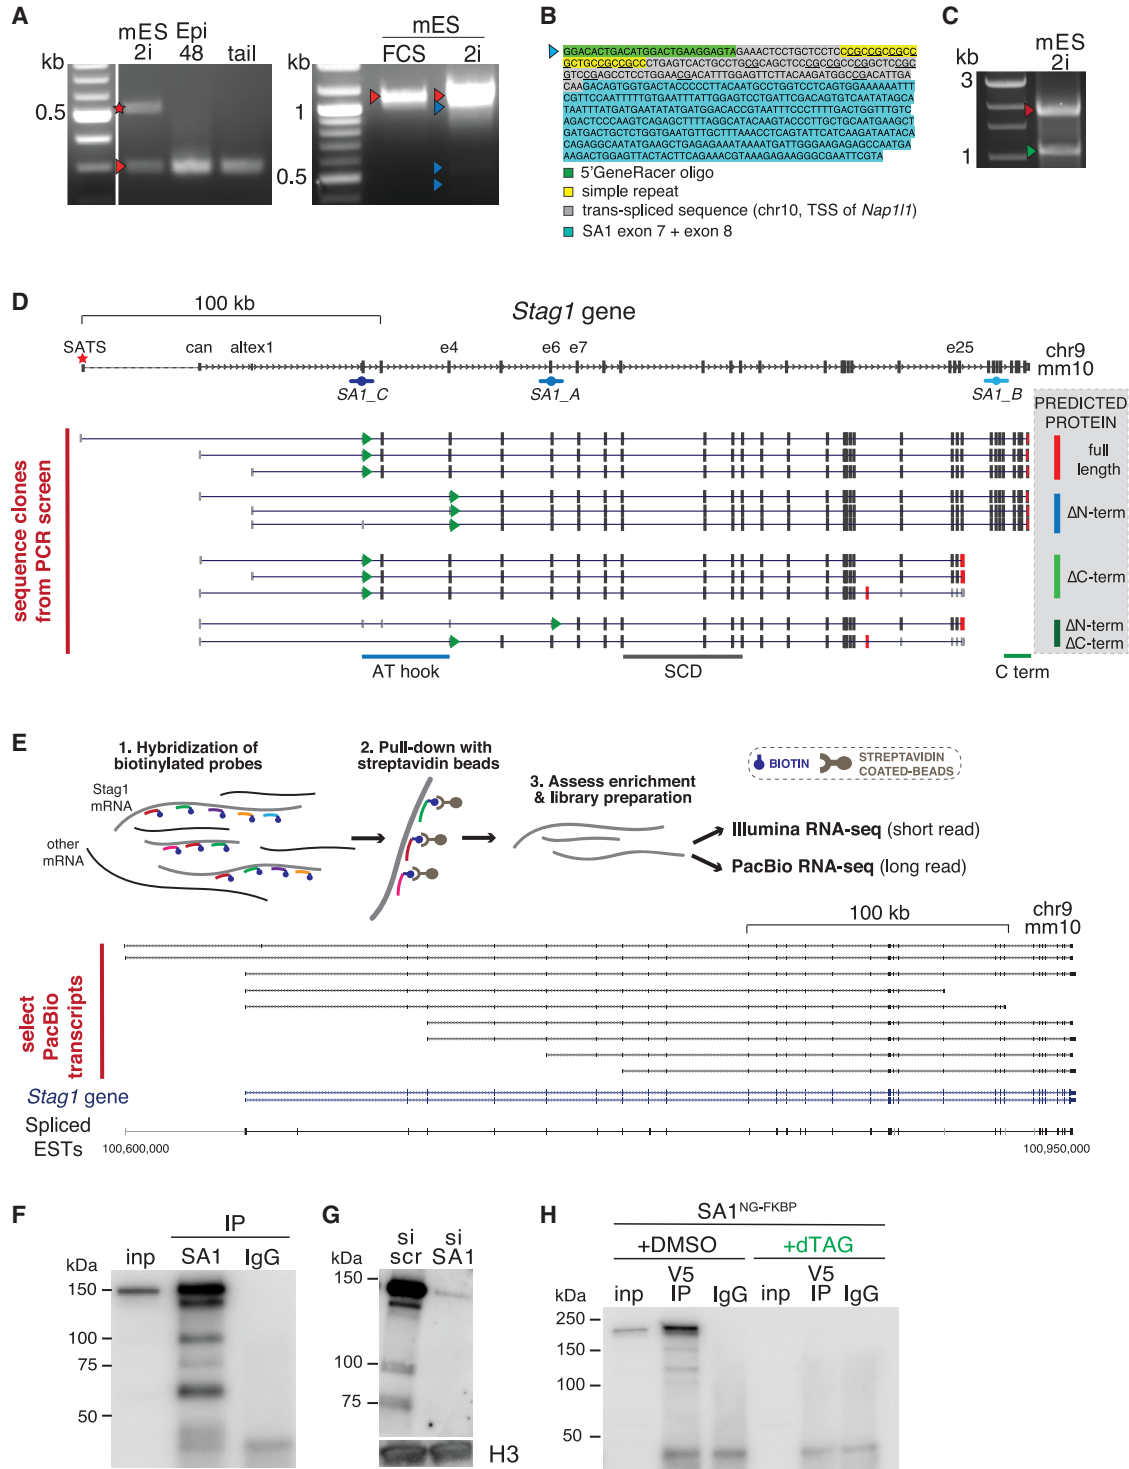 A
mES
2i
Epi
48
tail
kb
0.5
mES
FCS
2i
kb
1
0.5
B
GGACACTGACATGGACTGAAGGAGTAGAAACTCCTGCTCCTCCCGCCGCCGCC
GCTGCCGCCGCCCTGAGTCACTGCCTGCGCAGCTCCCGCCGCCGGCTCCGC
GTCCGAGCCTCCTGGAACGACATTTGGAGTCTTACAAGATGGCCGACATTGA
CAAGACAGTGGTGACTACCCCCTTACAATGCCTGGTCCTCAGTGGAAAAAATTT
CGTTCCAATTTTTGTGAATTTATTGGAGTCCTGATTCGACAGTGTCAATATAGCA
TAATTTATGATGAATATATGATGGACACCGTAATTTCCCTTTTGACTGGTTTGTC
AGACTCCCAAGTCAGAGCTTTTAGGCATACAAGTACCCTTGCTGCAATGAAGCT
GATGACTGCTCTGGTGAATGTTGCTTTAAACCTCAGTATTCATCAAGATAATACA
CAGAGGCAATATGAAGCTGAGAGAAATAAAATGATTGGGAAGAGAGCCAATGA
AAGACTGGAGTTACTACTTCAGAAACGTAAAGAGAAGGGCGAATTCGTA
5'GeneRacer oligo
simple repeat
trans-spliced sequence (chr10, TSS of Nap1l1)
SA1 exon 7 + exon 8
C
mES
2i
kb
3
1
D
100 kb
Stag1 gene
SATS
can
altex1
e4
e6
e7
e25
chr9
mm10
SA1_C
SA1_A
SA1_B
sequence clones
from PCR screen
PREDICTED
PROTEIN
full
length
ΔN-term
ΔC-term
ΔN-term
ΔC-term
AT hook
SCD
C term
E
1. Hybridization of
biotinylated probes
2. Pull-down with
streptavidin beads
3. Assess enrichment
& library preparation
BIOTIN
STREPTAVIDIN
COATED-BEADS
Stag1
mRNA
other
mRNA
Illumina RNA-seq (short read)
PacBio RNA-seq (long read)
100 kb
chr9
mm10
select
PacBio
transcripts
Stag1 gene
Spliced
ESTs
100,600,000
100,950,000
F
IP
inp
SA1
IgG
kDa
150
100
75
50
G
si
scr
si
SA1
kDa
150
100
75
H3
H
SA1NG-FKBP
+DMSO
+dTAG
inp
V5
IP
IgG
inp
V5
IP
IgG
kDa
250
150
100
50